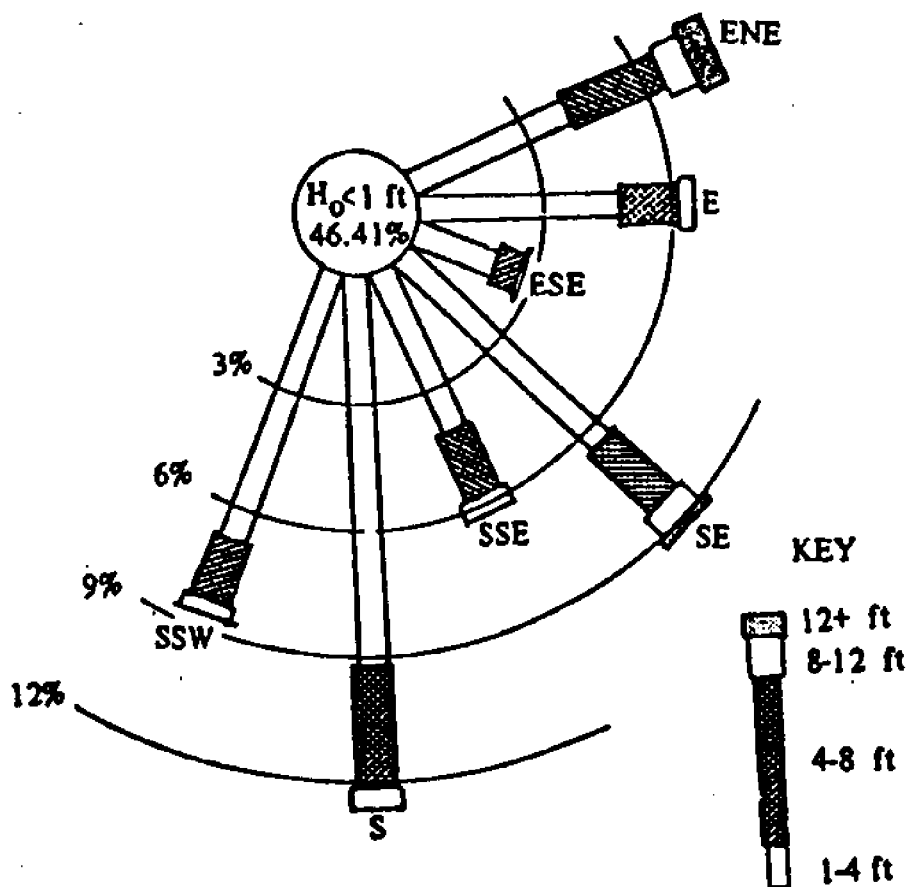 ENE
H₀<1 ft
46.41%
E
ESE
3%
6%
SSE
SE
KEY
9%
SSW
12+ ft
8-12 ft
12%
4-8 ft
S
1-4 ft